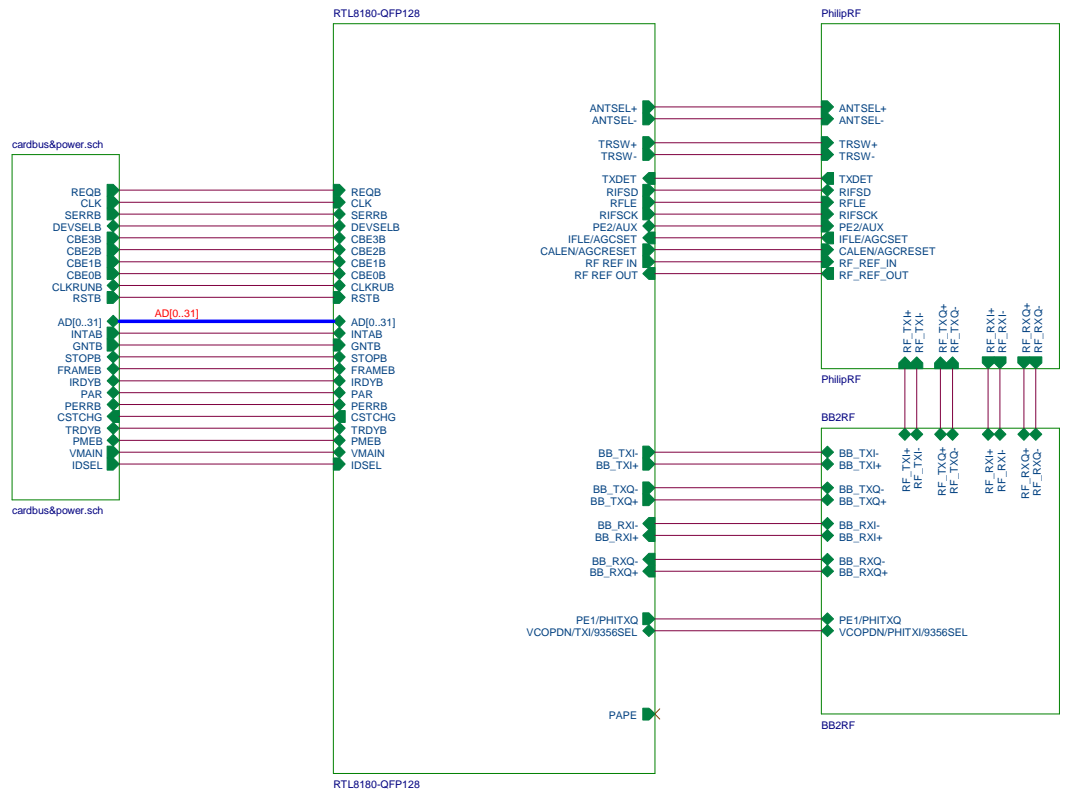 RTL8180-QFP128
PhilipRF
cardbus&power.sch
REQB
CLK
SERRB
DEVSELB
CBE3B
CBE2B
CBE1B
CBE0B
CLKRUNB
RSTB
AD[0..31]
INTAB
GNTB
STOPB
FRAMEB
IRDYB
PAR
PERRB
CSTCHG
TRDYB
PMEB
VMAIN
IDSEL
cardbus&power.sch
AD[0..31]
REQB
CLK
SERRB
DEVSELB
CBE3B
CBE2B
CBE1B
CBE0B
CLKRUB
RSTB
AD[0..31]
INTAB
GNTB
STOPB
FRAMEB
IRDYB
PAR
PERRB
CSTCHG
TRDYB
PMEB
VMAIN
IDSEL
ANTSEL+
ANTSEL-
TRSW+
TRSW-
TXDET
RIFSD
RFLE
RIFSCK
PE2/AUX
IFLE/AGCSET
CALEN/AGCRESET
RF REF IN
RF REF OUT
BB_TXI-
BB_TXI+
BB_TXQ-
BB_TXQ+
BB_RXI-
BB_RXI+
BB_RXQ-
BB_RXQ+
PE1/PHITXQ
VCOPDN/TXI/9356SEL
PAPE
RTL8180-QFP128
ANTSEL+
ANTSEL-
TRSW+
TRSW-
TXDET
RIFSD
RFLE
RIFSCK
PE2/AUX
IFLE/AGCSET
CALEN/AGCRESET
RF_REF_IN
RF_REF_OUT
RF_TXI+
RF_TXI-
RF_TXQ+
RF_TXQ-
RF_RXI+
RF_RXI-
RF_RXQ+
RF_RXQ-
PhilipRF
BB2RF
RF_TXI+
RF_TXI-
RF_TXQ+
RF_TXQ-
RF_RXI+
RF_RXI-
RF_RXQ+
RF_RXQ-
BB_TXI-
BB_TXI+
BB_TXQ-
BB_TXQ+
BB_RXI-
BB_RXI+
BB_RXQ-
BB_RXQ+
PE1/PHITXQ
VCOPDN/PHITXI/9356SEL
BB2RF